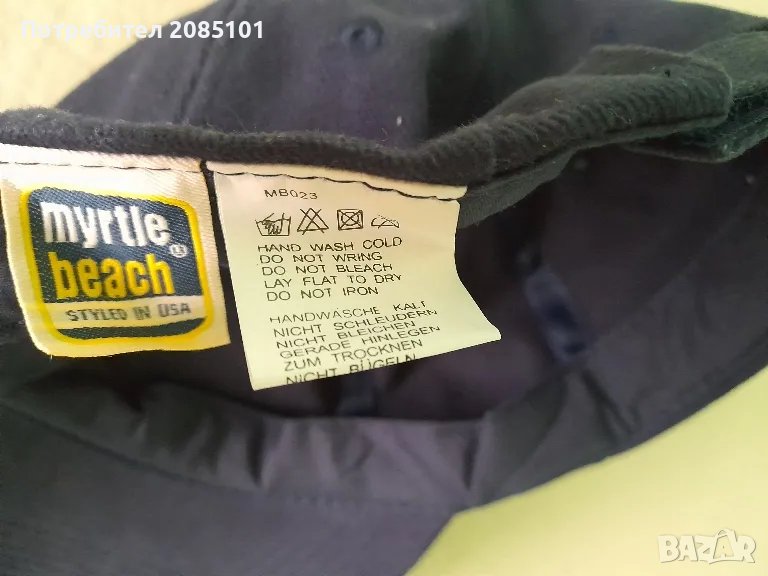 Потребител 2085101
myrtle
beach
STYLED IN USA
MB023
HAND WASH COLD
DO NOT WRING
DO NOT BLEACH
LAY FLAT TO DRY
DO NOT IRON
HANDWÄSCHE KALT
NICHT SCHLEUDERN
NICHT BLEICHEN
GERADE HINLEGEN
ZUM TROCKNEN
NICHT BÜGELN
BAZAR